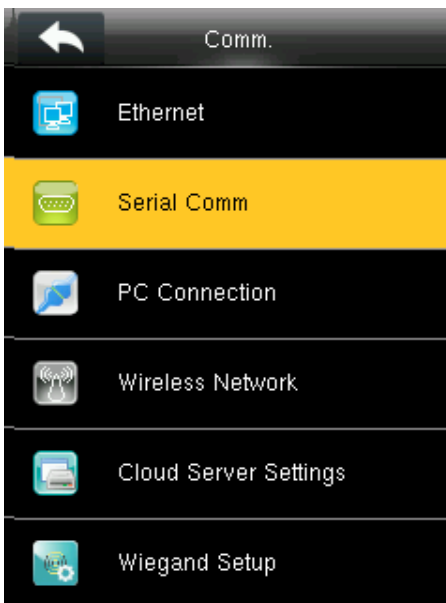 Comm.
Ethernet
Serial Comm
PC Connection
Wireless Network
Cloud Server Settings
Wiegand Setup